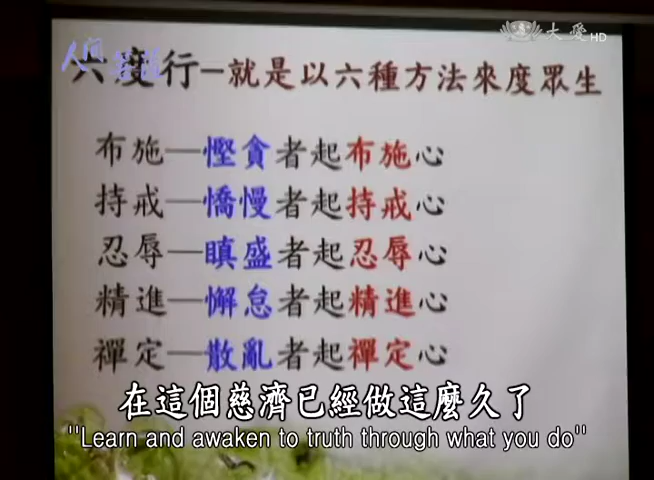 大愛HD
人間菩提
六度行—就是以六種方法來度眾生
布施—慳貪者起布施心
持戒—憍慢者起持戒心
忍辱—瞋盛者起忍辱心
精進—懈怠者起精進心
禪定—散亂者起禪定心
在這個慈濟已經做這麼久了
"Learn and awaken to truth through what you do"